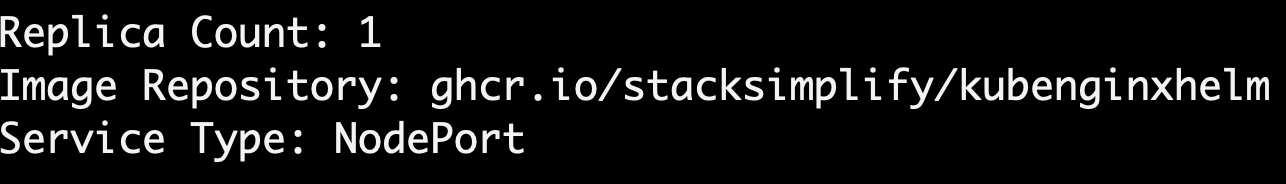 Replica Count: 1
Image Repository: ghcr.io/stacksimplify/kubenginxhelm
Service Type: NodePort